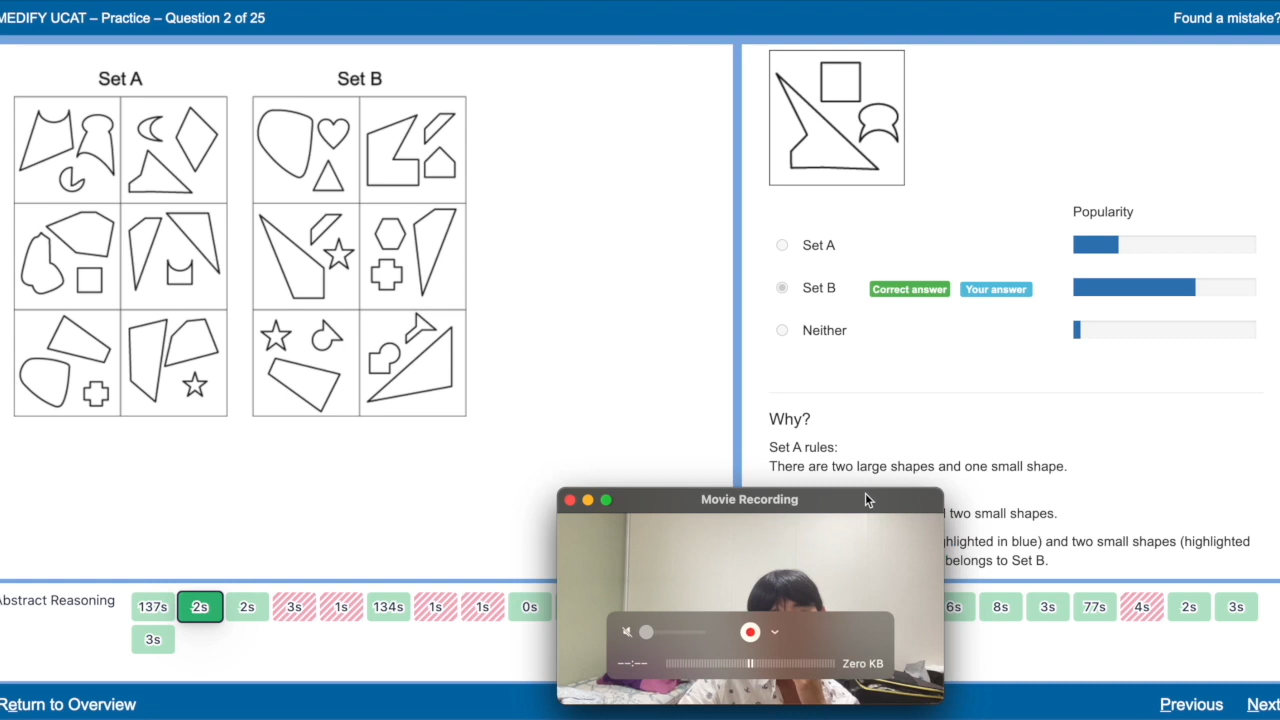 MEDIFY UCAT – Practice – Question 2 of 25
Found a mistake?
Set A
Set B
Popularity
Set A
Set B
Correct answer
Your answer
Neither
Why?
Set A rules:
There are two large shapes and one small shape.
two small shapes.
highlighted in blue) and two small shapes (highlighted
belongs to Set B.
Movie Recording
--:--
Zero KB
Abstract Reasoning
137s
2s
2s
3s
1s
134s
1s
1s
0s
6s
8s
3s
77s
4s
2s
3s
3s
Return to Overview
Previous
Next